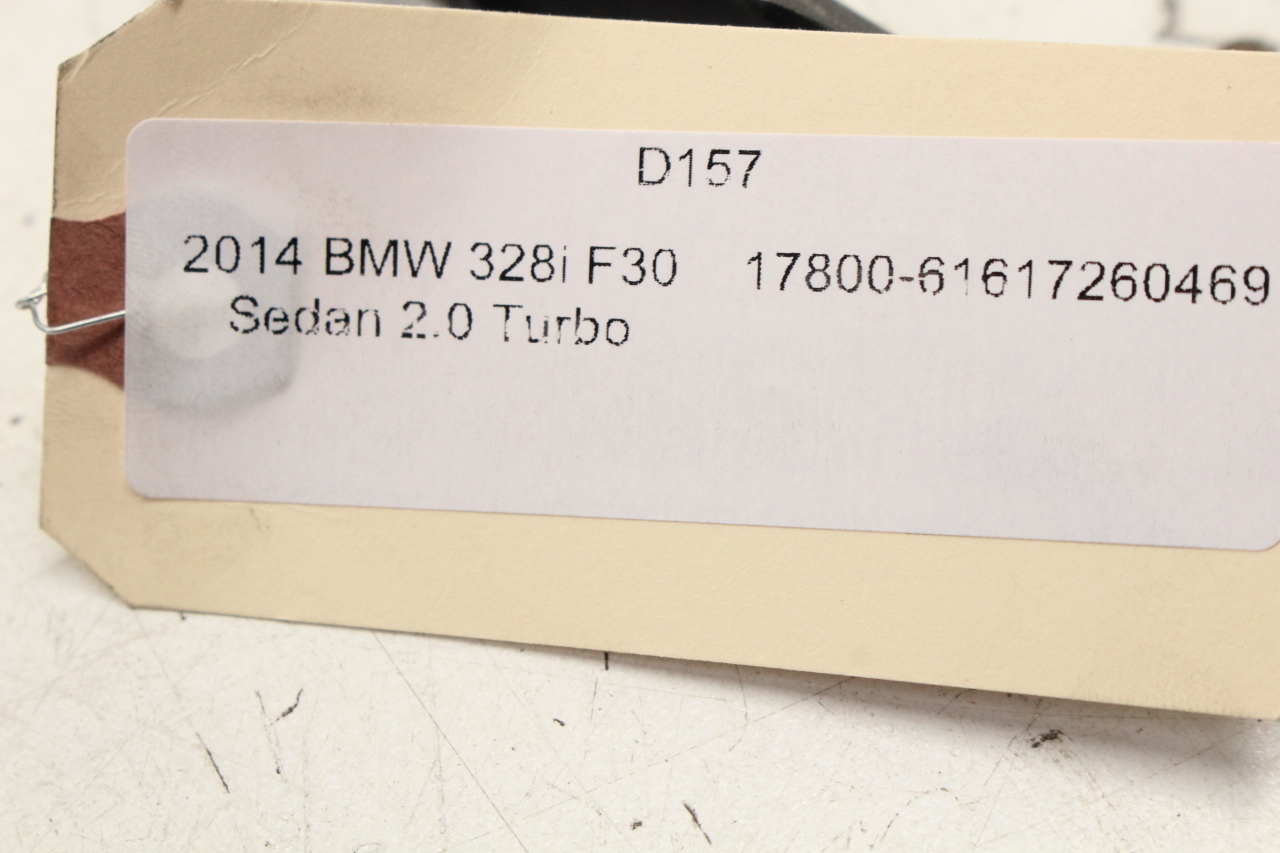 D157
2014 BMW 328i F30 17800-61617260469
Sedan 2.0 Turbo